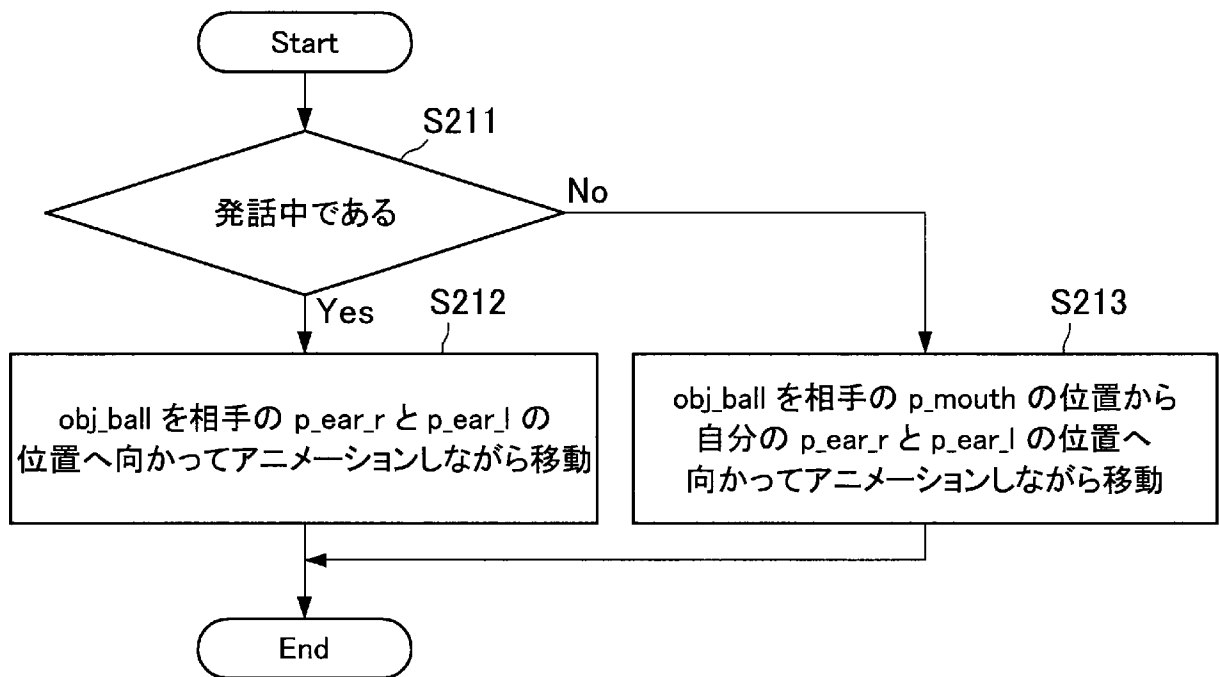 Start
S211
発話中である
No
Yes
S212
obj_ball を相手の p_ear_r と p_ear_l の
位置へ向かってアニメーションしながら移動
S213
obj_ball を相手の p_mouth の位置から
自分の p_ear_r と p_ear_l の位置へ
向かってアニメーションしながら移動
End